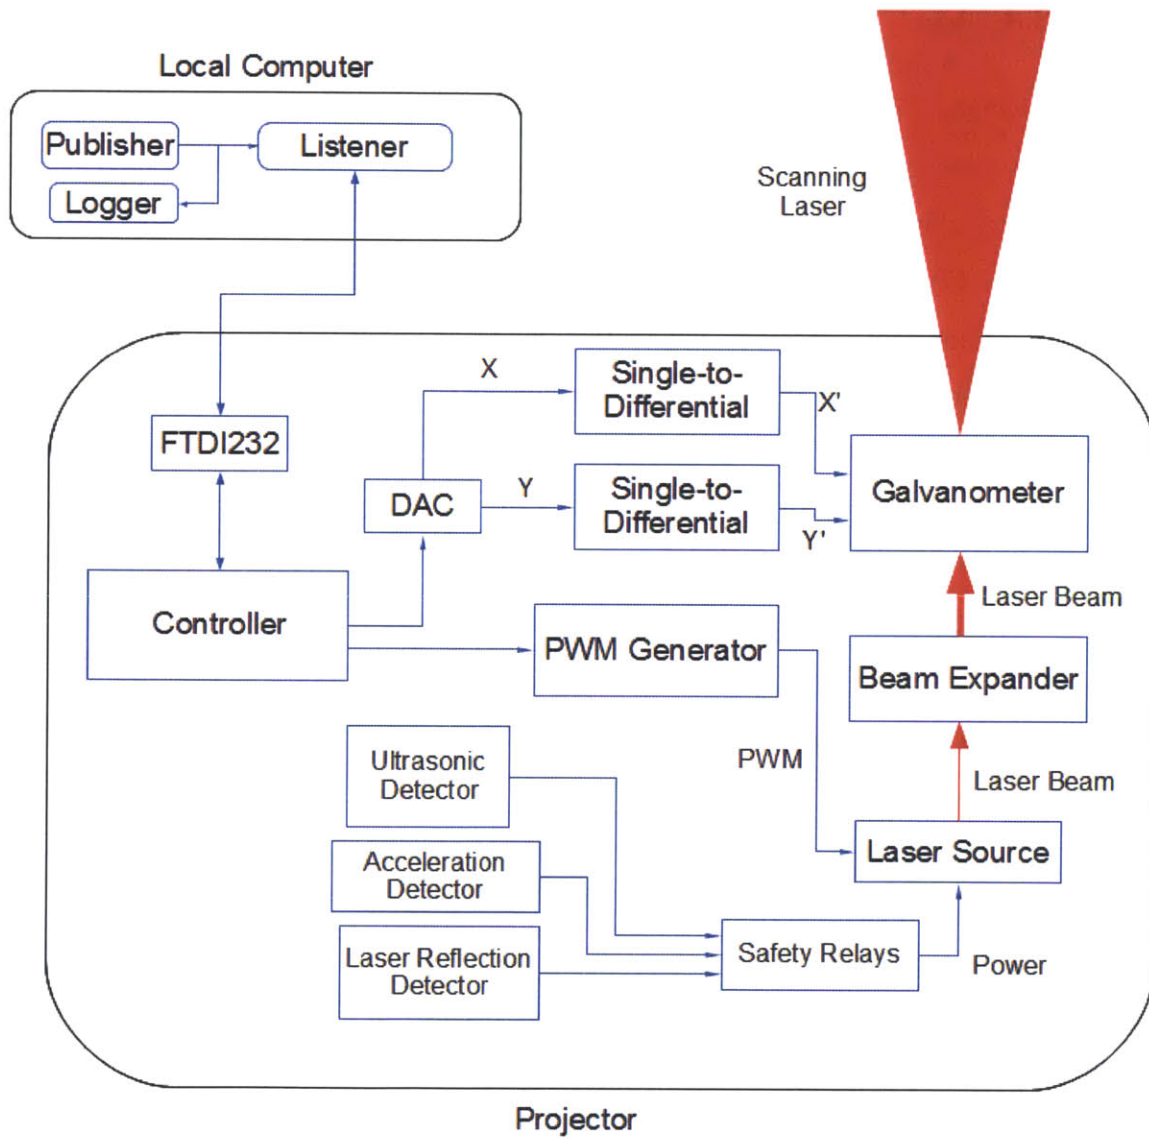 Local Computer
Publisher
Listener
Logger
Scanning
Laser
X
Single-to-
Differential
X'
FTDI232
DAC
Y
Single-to-
Differential
Y'
Galvanometer
Laser Beam
Controller
PWM Generator
Beam Expander
Ultrasonic
Detector
PWM
Laser Beam
Acceleration
Detector
Laser Source
Laser Reflection
Detector
Safety Relays
Power
Projector